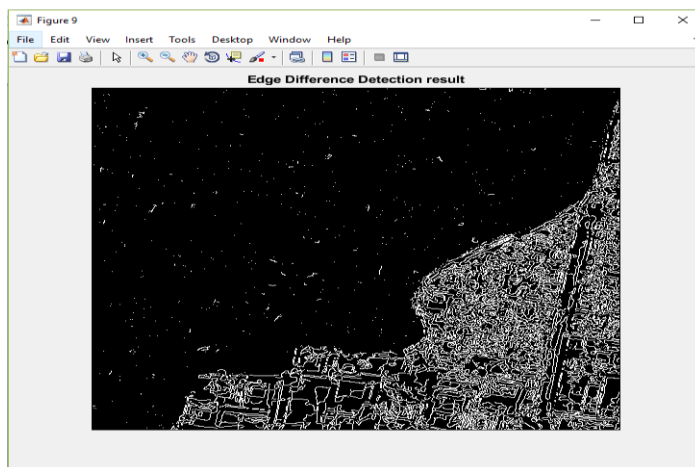 Figure 9
File Edit View Insert Tools Desktop Window Help
Edge Difference Detection result